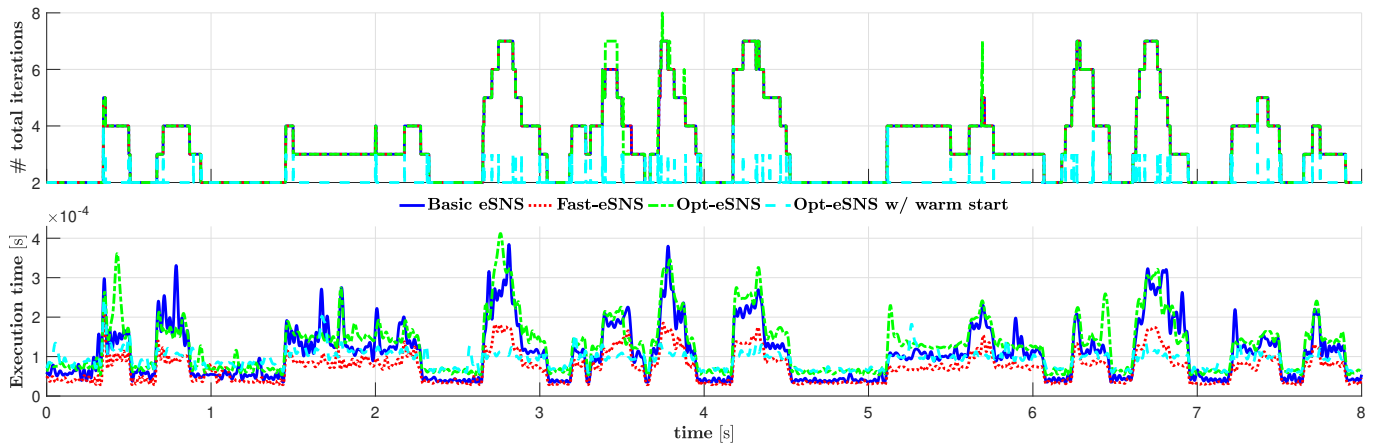 8
6
4
2
# total iterations
Basic eSNS Fast-eSNS Opt-eSNS Opt-eSNS w/ warm start
×10⁻⁴
4
3
2
1
0
Execution time [s]
0 1 2 3 4 5 6 7 8
time [s]